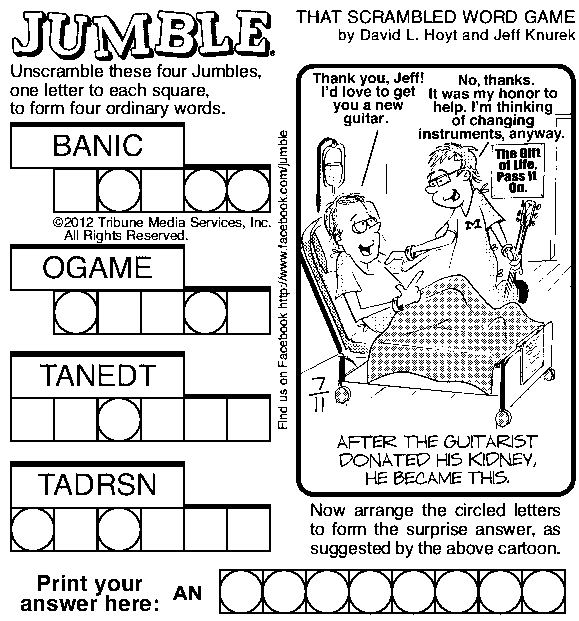 JUMBLE
THAT SCRAMBLED WORD GAME
by David L. Hoyt and Jeff Knurek
Unscramble these four Jumbles,
one letter to each square,
to form four ordinary words.
BANIC
©2012 Tribune Media Services, Inc.
All Rights Reserved.
OGAME
TANEDT
TADRSN
Find us on Facebook http://www.facebook.com/jumble
Thank you, Jeff!
I'd love to get
you a new
guitar.
No, thanks.
It was my honor to
help. I'm thinking
of changing
instruments, anyway.
The Gift
of Life,
Pass It
On.
7
11
AFTER THE GUITARIST
DONATED HIS KIDNEY,
HE BECAME THIS.
Now arrange the circled letters
to form the surprise answer, as
suggested by the above cartoon.
Print your
answer here:
AN